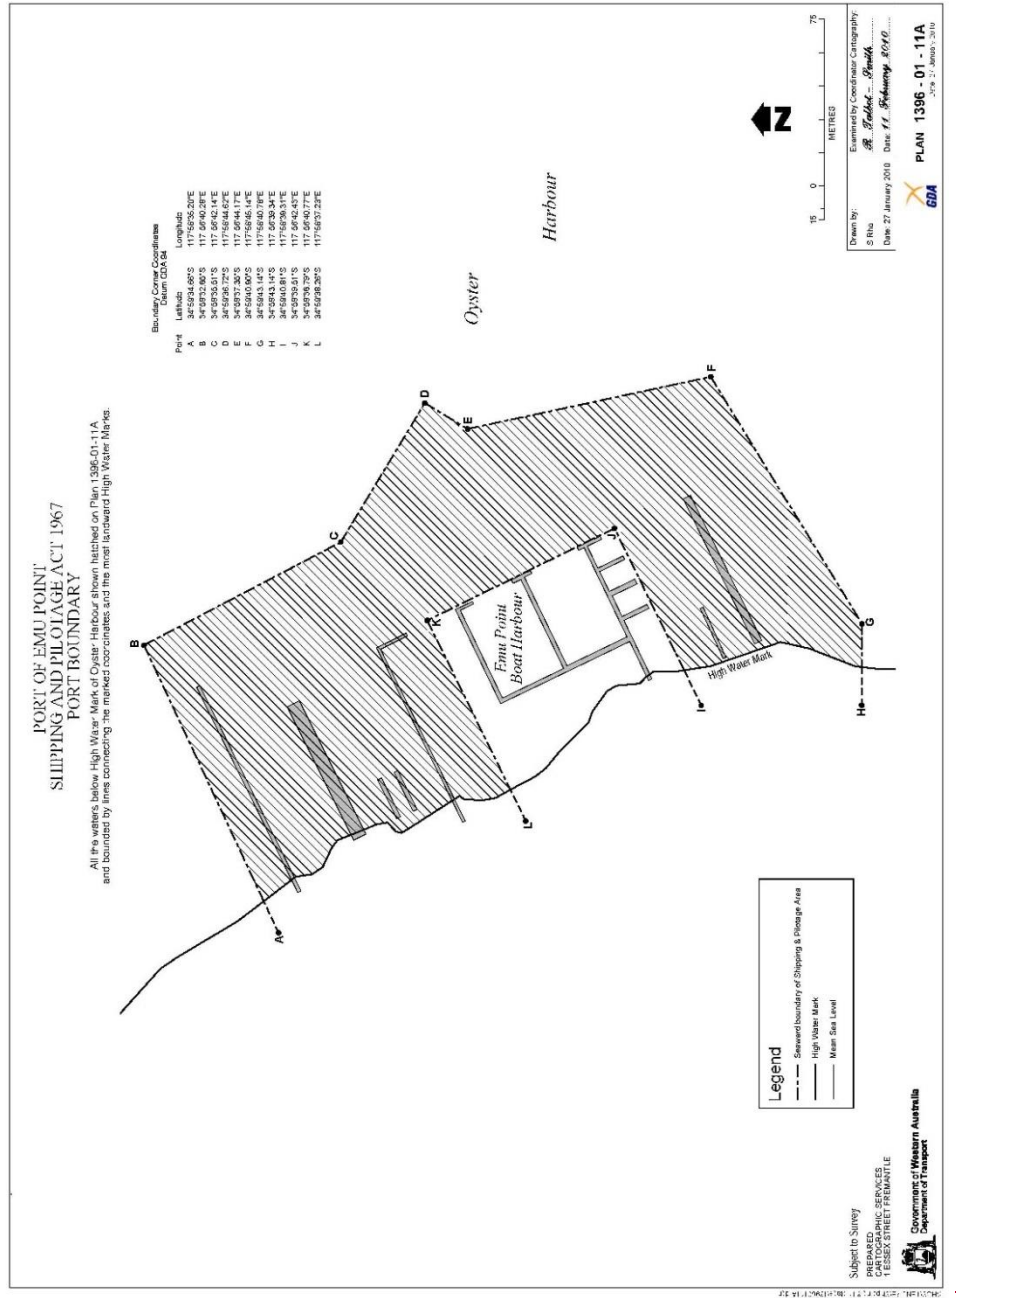 PORT OF EMU POINT
SHIPPING AND PILOTAGE ACT 1967
PORT BOUNDARY
All the waters below High Water Mark of Oyster Harbour shown hatched on Plan 1396-01-11A
and bounded by lines connecting the marked coordinates and the most landward High Water Marks.
Boundary Corner Coordinates
Datum GDA 94
Point Latitude Longitude
A 34°59'34.66"S 117°56'35.20"E
B 34°59'32.60"S 117°56'40.28"E
C 34°59'35.51"S 117°56'42.14"E
D 34°59'36.72"S 117°56'44.62"E
E 34°59'37.35"S 117°56'44.17"E
F 34°59'40.90"S 117°56'45.14"E
G 34°59'43.14"S 117°56'40.78"E
H 34°59'43.14"S 117°56'39.34"E
I 34°59'40.81"S 117°56'39.31"E
J 34°59'39.51"S 117°56'42.43"E
K 34°59'36.79"S 117°56'40.77"E
L 34°59'38.26"S 117°56'37.23"E
A
B
C
D
E
F
G
H
I
J
K
L
Oyster
Harbour
Emu Point
Boat Harbour
High Water Mark
N
15 0 75
METRES
Legend
Seaward boundary of Shipping & Pilotage Area
High Water Mark
Mean Sea Level
Subject to Survey
PREPARED
CARTOGRAPHIC SERVICES
1 ESSEX STREET FREMANTLE
Government of Western Australia
Department of Transport
Drawn by:
S Rha
Date: 27 January 2010
Examined by Coordinator Cartography:
Date: 11 February 2010
GDA
PLAN 1396 - 01 - 11A
Date: 27 January 2010